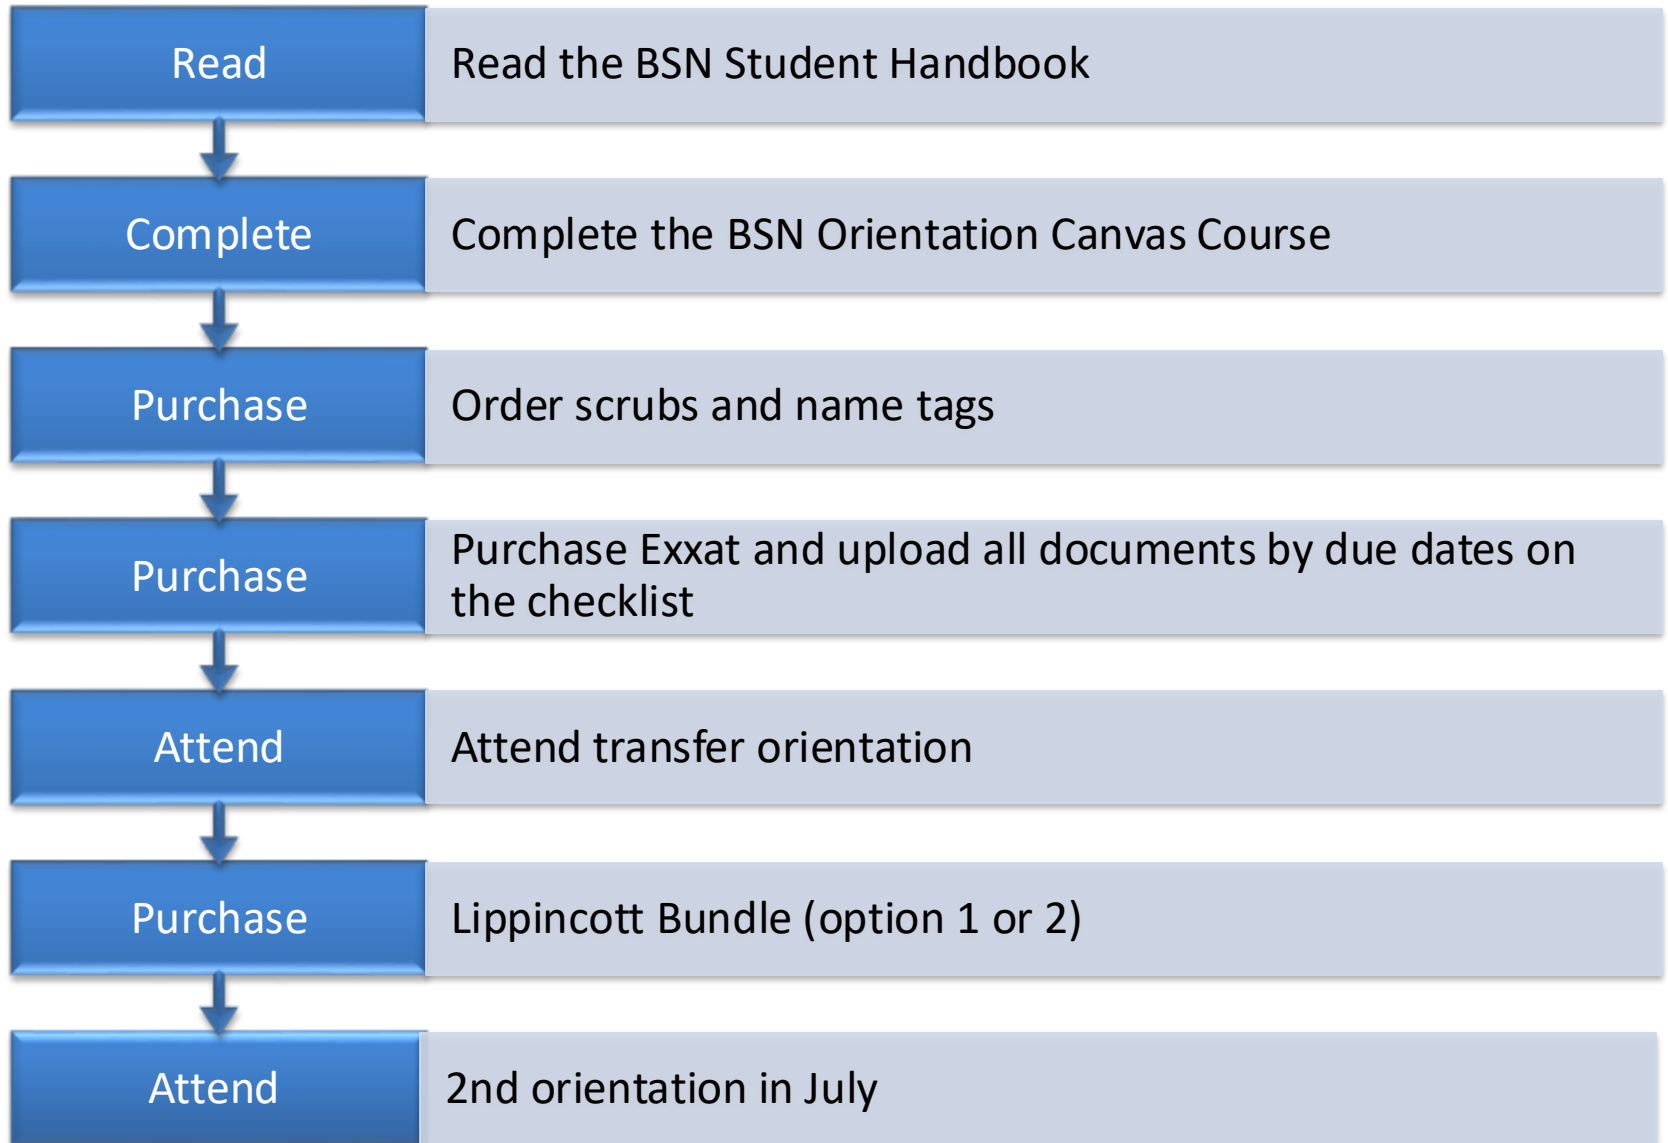 Read
Read the BSN Student Handbook
Complete
Complete the BSN Orientation Canvas Course
Purchase
Order scrubs and name tags
Purchase
Purchase Exxat and upload all documents by due dates on
the checklist
Attend
Attend transfer orientation
Purchase
Lippincott Bundle (option 1 or 2)
Attend
2nd orientation in July